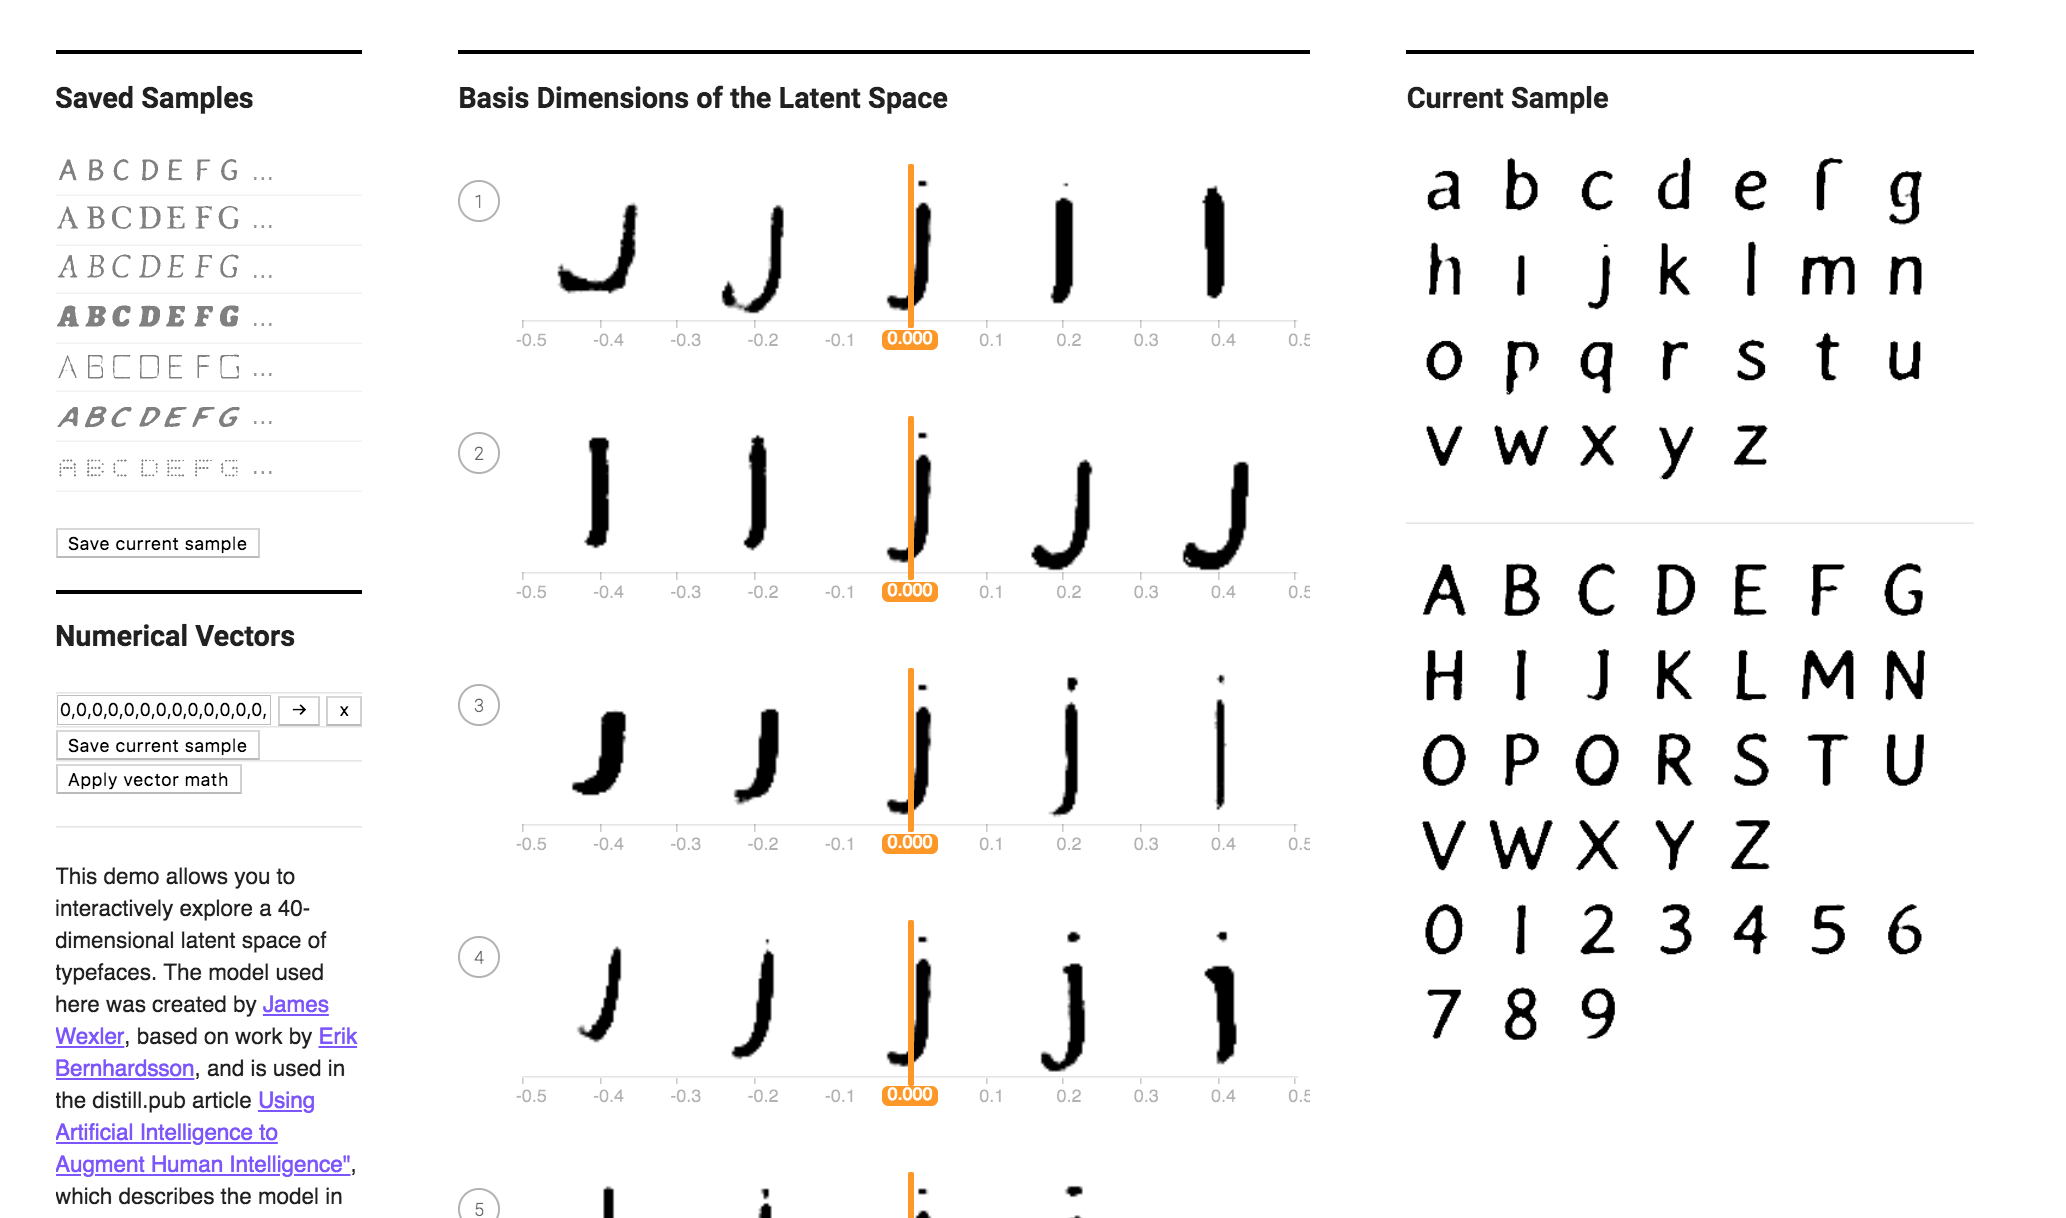 Saved Samples
A B C D E F G ...
A B C D E F G ...
A B C D E F G ...
A B C D E F G ...
A B C D E F G ...
A B C D E F G ...
A B C D E F G ...
Save current sample
Numerical Vectors
0,0,0,0,0,0,0,0,0,0,0,0,0, → x
Save current sample
Apply vector math
This demo allows you to
interactively explore a 40-
dimensional latent space of
typefaces. The model used
here was created by James
Wexler, based on work by Erik
Bernhardsson, and is used in
the distill.pub article Using
Artificial Intelligence to
Augment Human Intelligence",
which describes the model in
Basis Dimensions of the Latent Space
1
J J j l l
-0.5 -0.4 -0.3 -0.2 -0.1 0.000 0.1 0.2 0.3 0.4 0.5
2
I I j J J
-0.5 -0.4 -0.3 -0.2 -0.1 0.000 0.1 0.2 0.3 0.4 0.5
3
J J j j i
-0.5 -0.4 -0.3 -0.2 -0.1 0.000 0.1 0.2 0.3 0.4 0.5
4
J J j j i
-0.5 -0.4 -0.3 -0.2 -0.1 0.000 0.1 0.2 0.3 0.4 0.5
5
Current Sample
a b c d e f g
h i j k l m n
o p q r s t u
v w x y z
A B C D E F G
H I J K L M N
O P Q R S T U
V W X Y Z
0 1 2 3 4 5 6
7 8 9